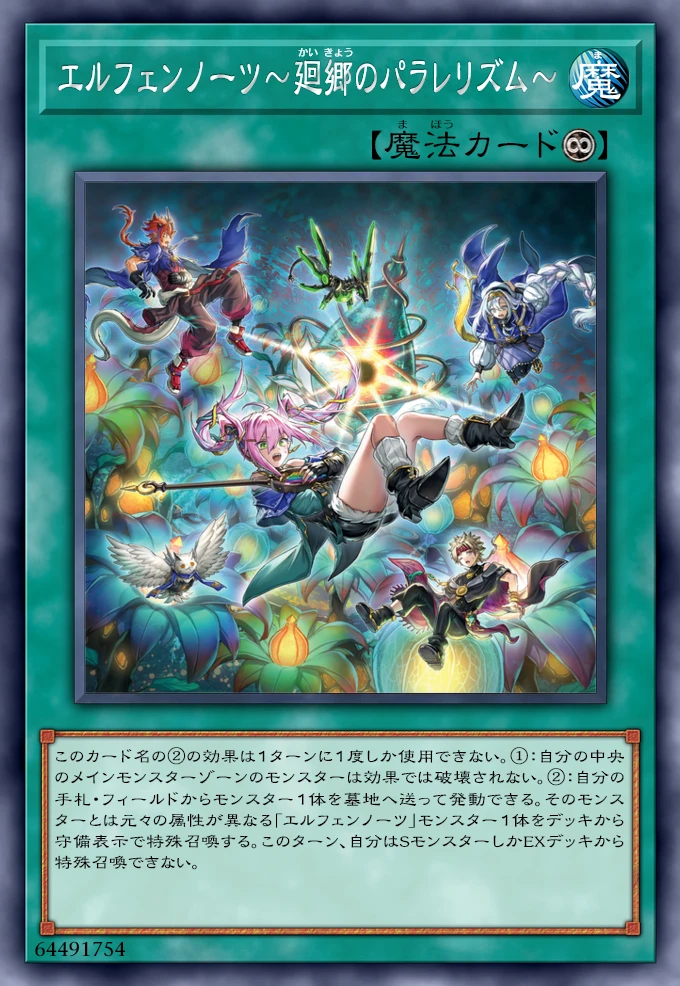 かいきょう
エルフェンノーツ～廻郷のパラレリズム～
ま
魔
まほう
【魔法カード】
このカード名の②の効果は１ターンに１度しか使用できない。①：自分の中央
のメインモンスターゾーンのモンスターは効果では破壊されない。②：自分の
手札・フィールドからモンスター１体を墓地へ送って発動できる。そのモンス
ターとは元々の属性が異なる「エルフェンノーツ」モンスター１体をデッキから
守備表示で特殊召喚する。このターン、自分はSモンスターしかEXデッキから
特殊召喚できない。
64491754